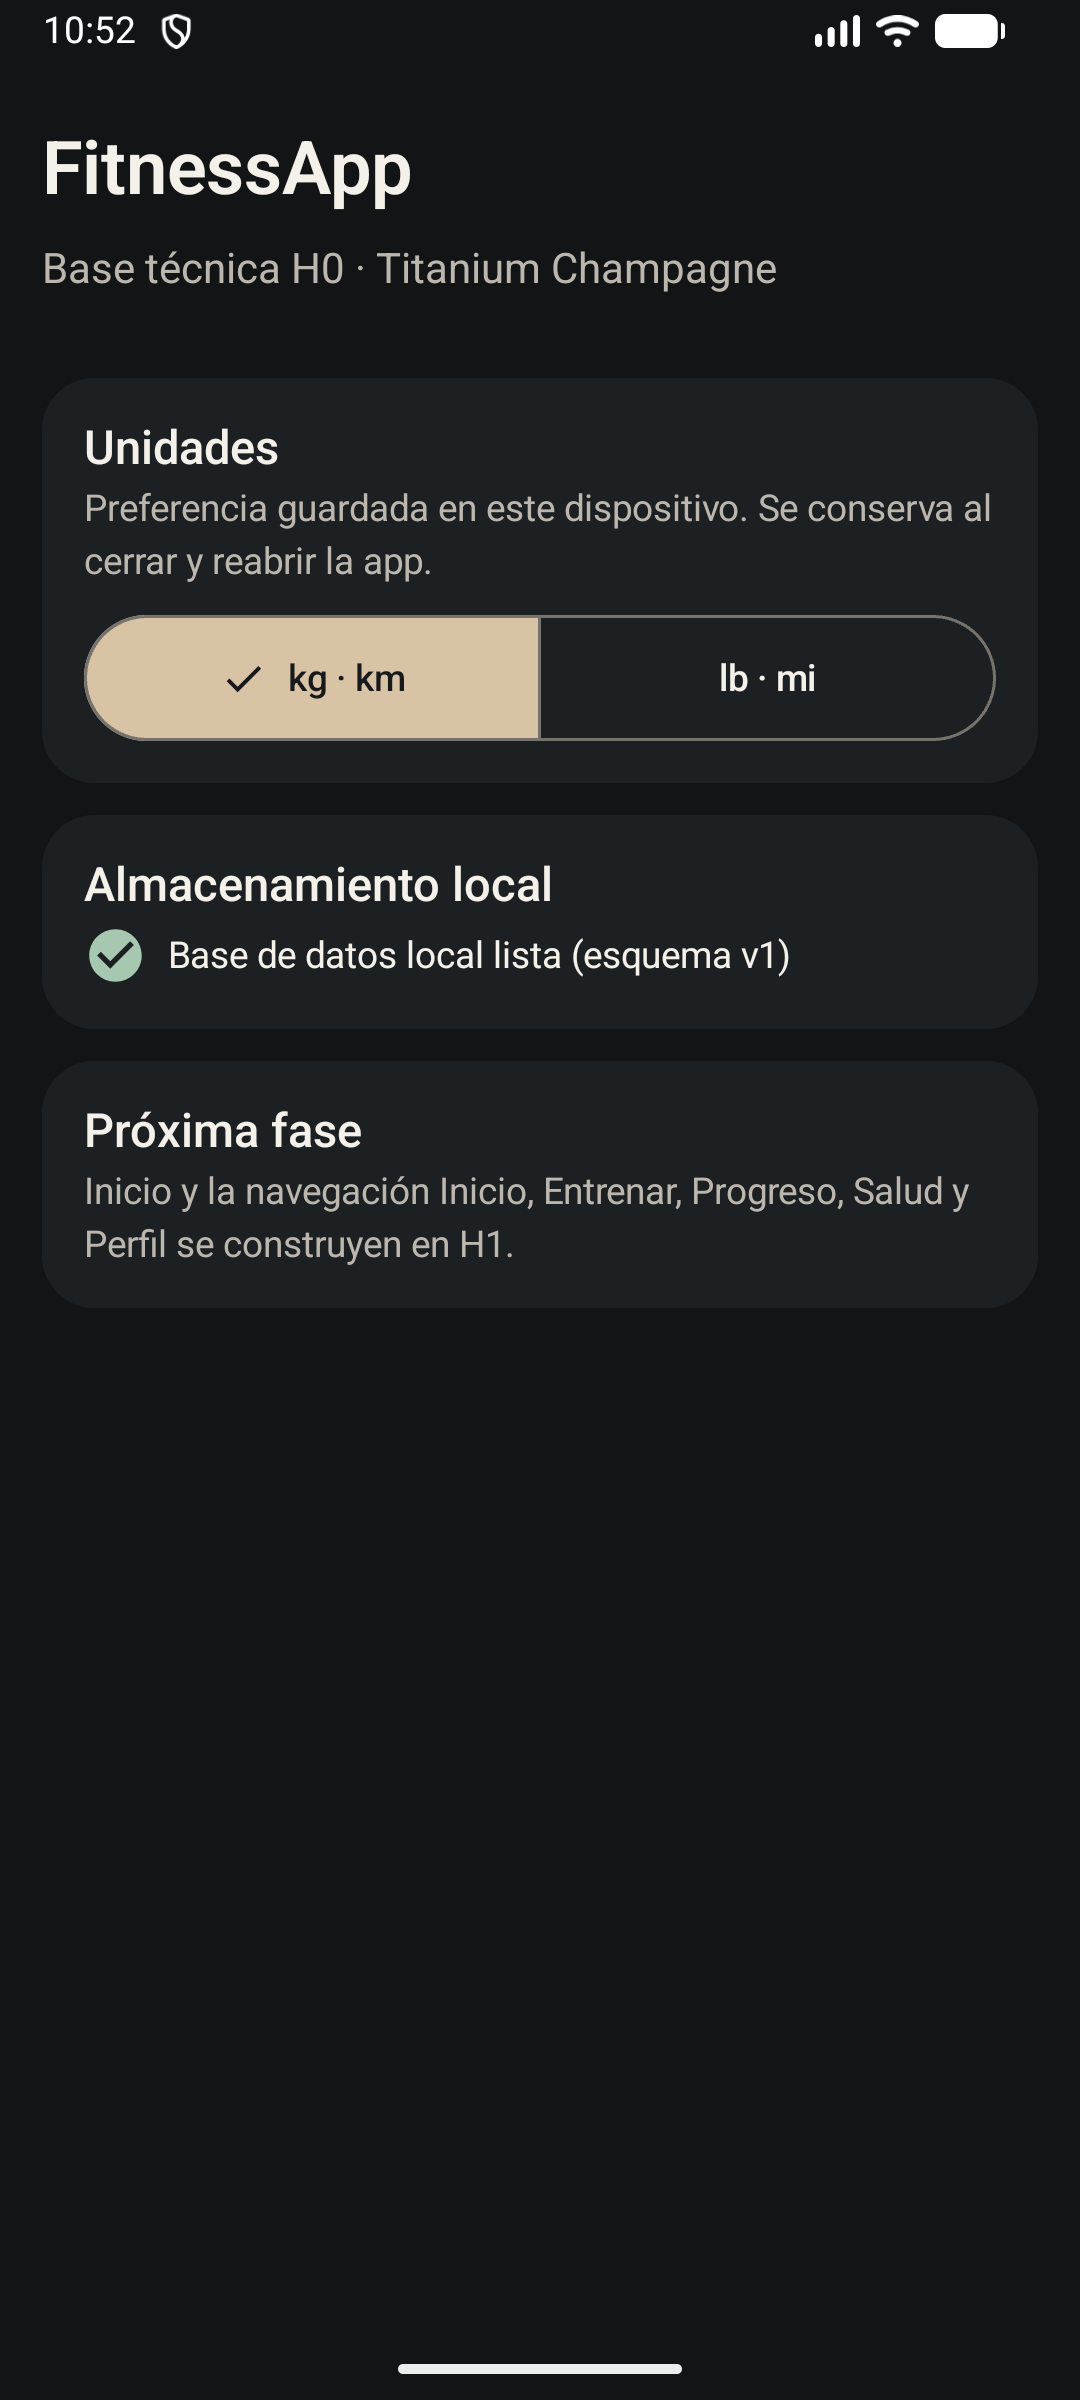 10:52
FitnessApp
Base técnica H0 · Titanium Champagne
Unidades
Preferencia guardada en este dispositivo. Se conserva al
cerrar y reabrir la app.
kg · km
lb · mi
Almacenamiento local
Base de datos local lista (esquema v1)
Próxima fase
Inicio y la navegación Inicio, Entrenar, Progreso, Salud y
Perfil se construyen en H1.